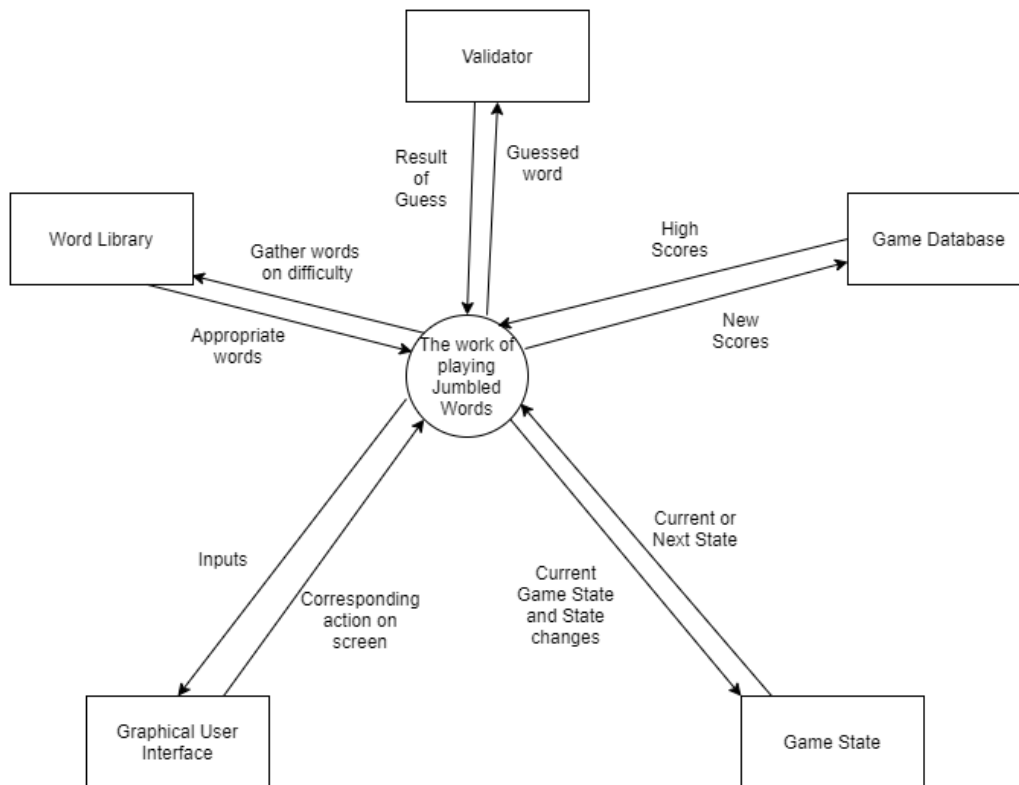 Validator
Result
of
Guess
Guessed
word
Word Library
Game Database
High
Scores
Gather words
on difficulty
New
Scores
Appropriate
words
The work of
playing
Jumbled
Words
Inputs
Corresponding
action on
screen
Current or
Next State
Current
Game State
and State
changes
Graphical User
Interface
Game State